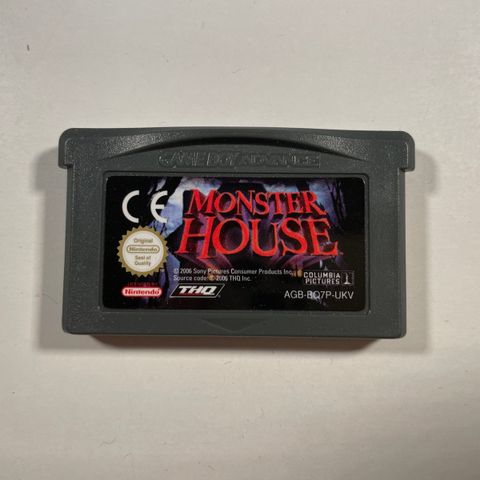 GAME BOY ADVANCE
CE
MONSTER
HOUSE
Original
Nintendo
Seal of
Quality
© 2006 Sony Pictures Consumer Products Inc.
Source code: © 2006 THQ Inc.
COLUMBIA
PICTURES
Nintendo
THQ
AGB-BQ7P-UKV